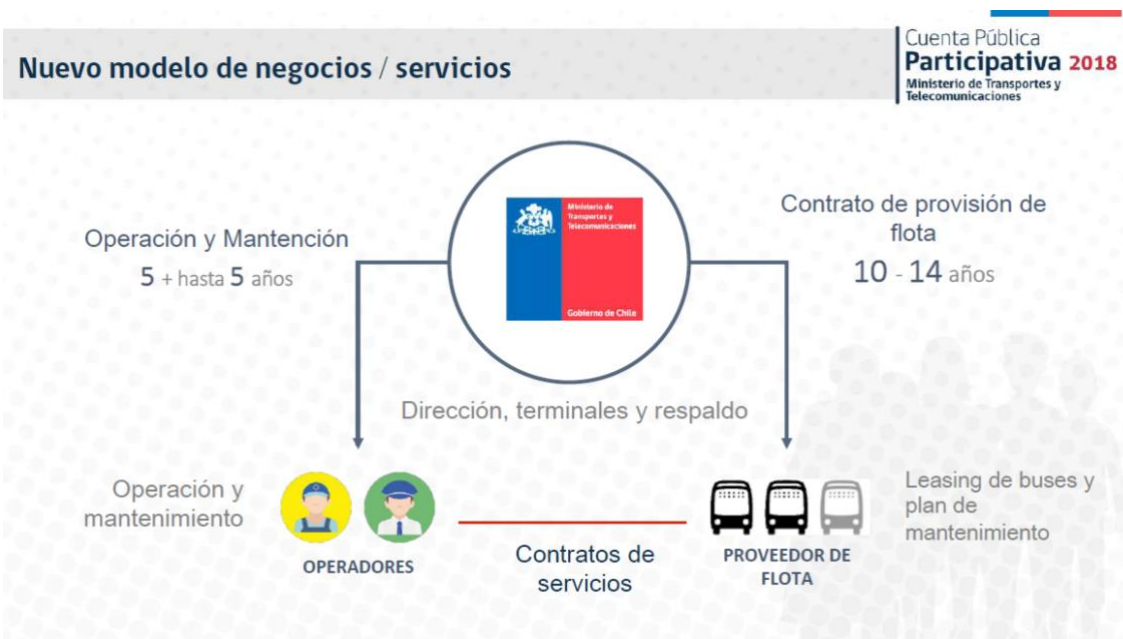 Nuevo modelo de negocios / servicios
Cuenta Pública
Participativa 2018
Ministerio de Transportes y
Telecomunicaciones
Operación y Mantención
5 + hasta 5 años
Ministerio de
Transportes y
Telecomunicaciones
Gobierno de Chile
Contrato de provisión de
flota
10 - 14 años
Dirección, terminales y respaldo
Operación y
mantenimiento
OPERADORES
Contratos de
servicios
PROVEEDOR DE
FLOTA
Leasing de buses y
plan de
mantenimiento